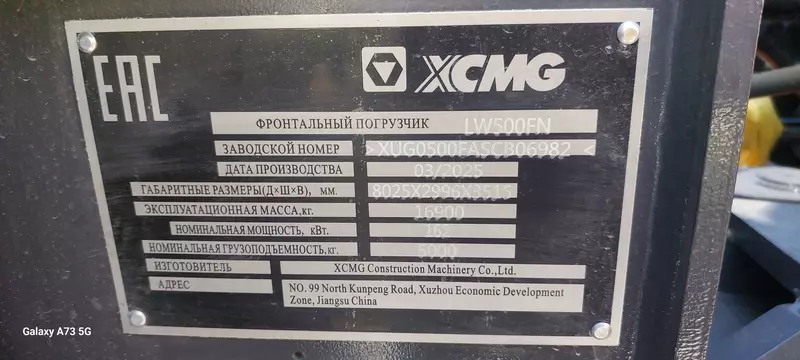 EAC
XCMG
ФРОНТАЛЬНЫЙ ПОГРУЗЧИК LW500FN
ЗАВОДСКОЙ НОМЕР >XUG0500FASCB06982<
ДАТА ПРОИЗВОДСТВА 03/2025
ГАБАРИТНЫЕ РАЗМЕРЫ(Д×Ш×В), мм. 8025X2996X3515
ЭКСПЛУАТАЦИОННАЯ МАССА,кг. 16900
НОМИНАЛЬНАЯ МОЩНОСТЬ, кВт. 162
НОМИНАЛЬНАЯ ГРУЗОПОДЪЕМНОСТЬ,кг. 5000
ИЗГОТОВИТЕЛЬ XCMG Construction Machinery Co.,Ltd.
АДРЕС NO. 99 North Kunpeng Road, Xuzhou Economic Development
Zone, Jiangsu China
Galaxy A73 5G